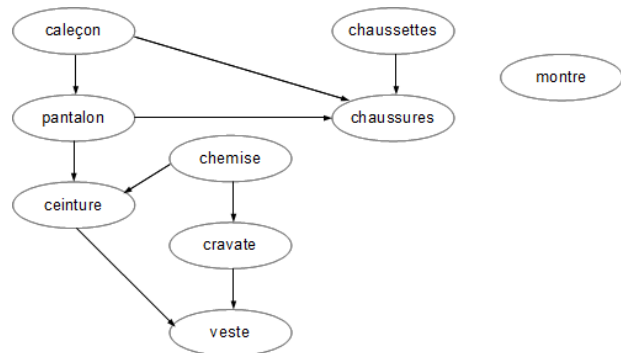 caleçon
chaussettes
montre
pantalon
chaussures
chemise
ceinture
cravate
veste